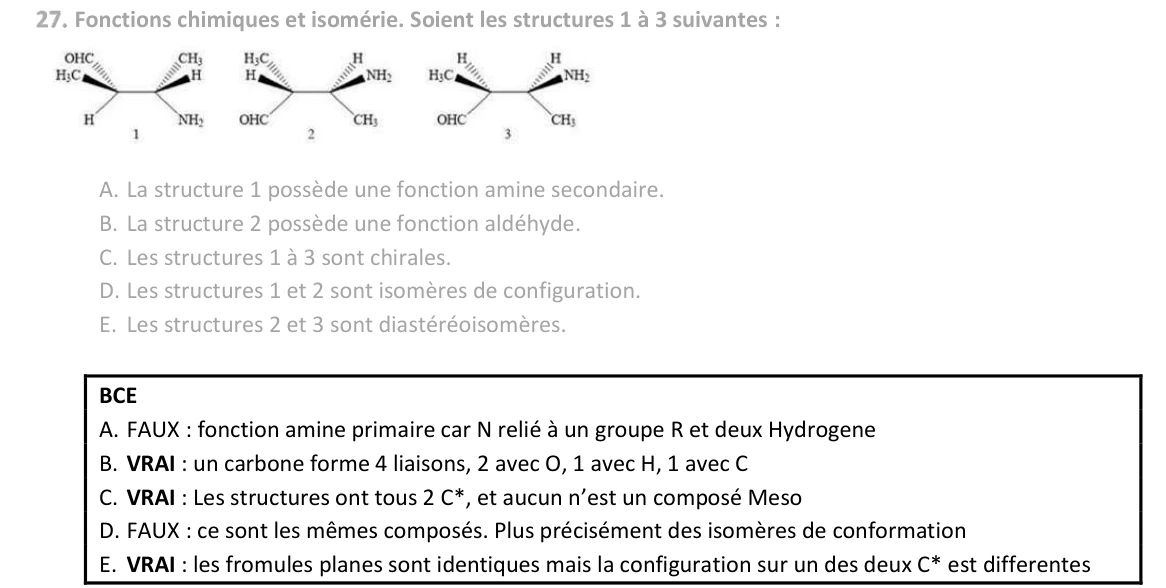 27. Fonctions chimiques et isomérie. Soient les structures 1 à 3 suivantes :
OHC CH₃ H₃C H H H
H₃C H H NH₂ H₃C NH₂
H NH₂ OHC CH₃ OHC CH₃
1 2 3
A. La structure 1 possède une fonction amine secondaire.
B. La structure 2 possède une fonction aldéhyde.
C. Les structures 1 à 3 sont chirales.
D. Les structures 1 et 2 sont isomères de configuration.
E. Les structures 2 et 3 sont diastéréoisomères.
BCE
A. FAUX : fonction amine primaire car N relié à un groupe R et deux Hydrogene
B. VRAI : un carbone forme 4 liaisons, 2 avec O, 1 avec H, 1 avec C
C. VRAI : Les structures ont tous 2 C*, et aucun n’est un composé Meso
D. FAUX : ce sont les mêmes composés. Plus précisément des isomères de conformation
E. VRAI : les fromules planes sont identiques mais la configuration sur un des deux C* est differentes